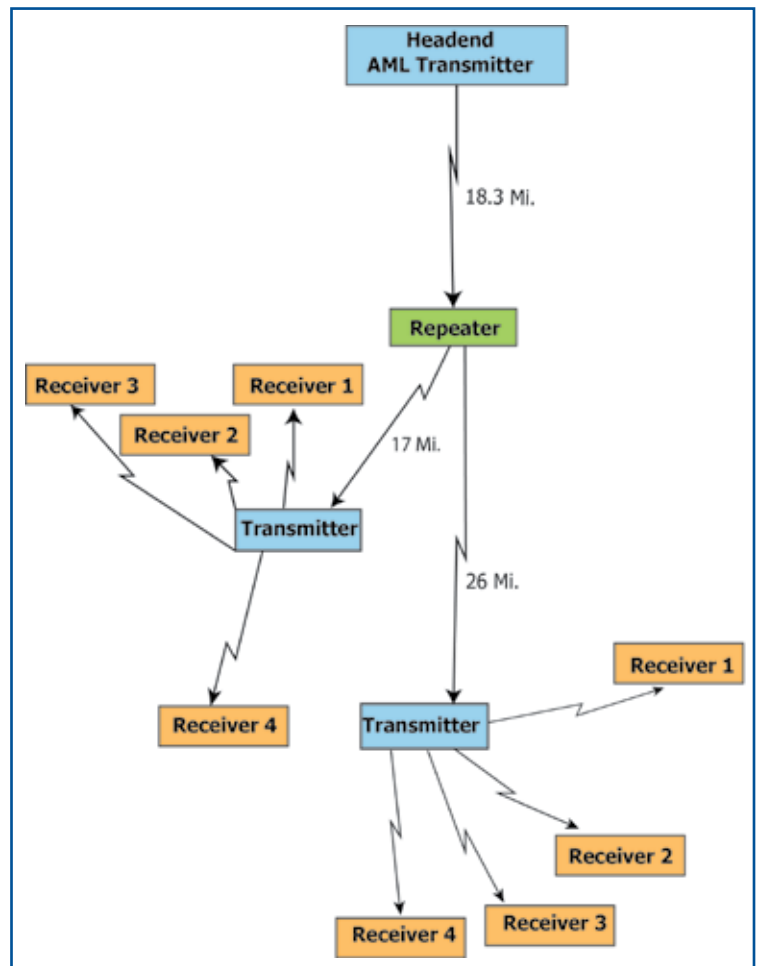 Headend
AML Transmitter
18.3 Mi.
Repeater
Receiver 3
Receiver 1
Receiver 2
17 Mi.
Transmitter
26 Mi.
Receiver 1
Receiver 4
Transmitter
Receiver 2
Receiver 3
Receiver 4